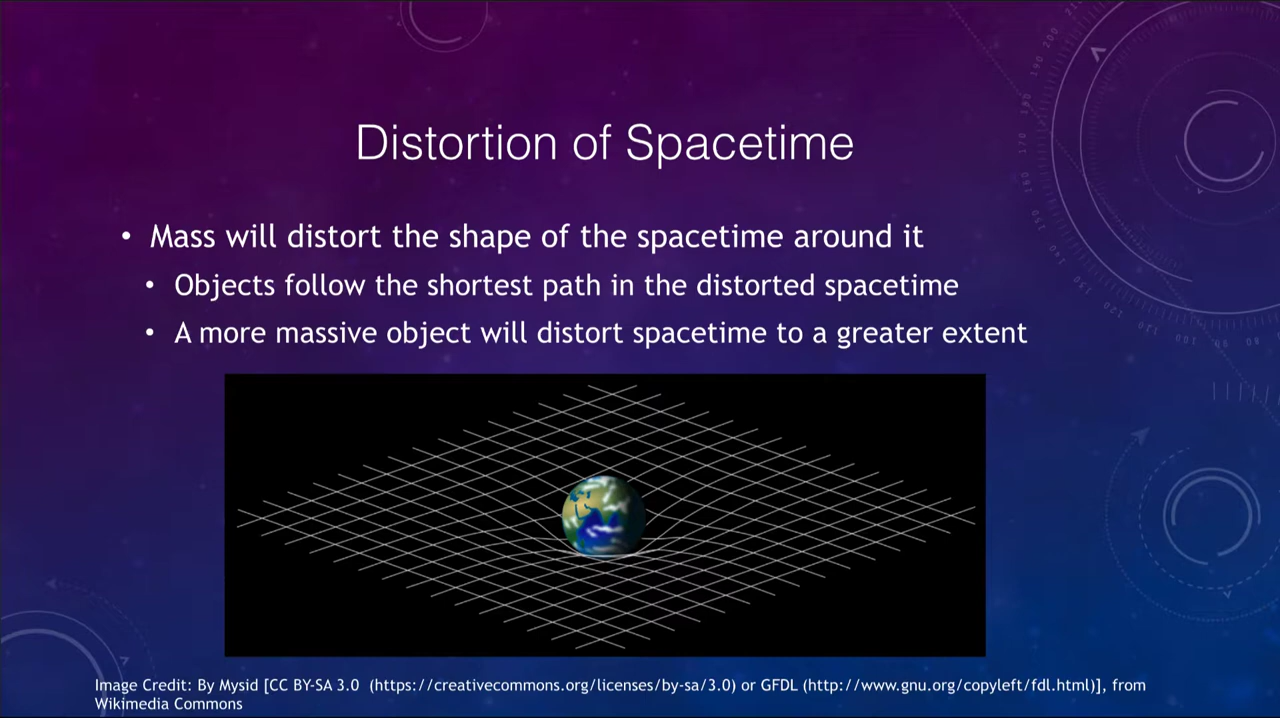 Distortion of Spacetime
• Mass will distort the shape of the spacetime around it
• Objects follow the shortest path in the distorted spacetime
• A more massive object will distort spacetime to a greater extent
Image Credit: By Mysid [CC BY-SA 3.0 (https://creativecommons.org/licenses/by-sa/3.0) or GFDL (http://www.gnu.org/copyleft/fdl.html)], from
Wikimedia Commons